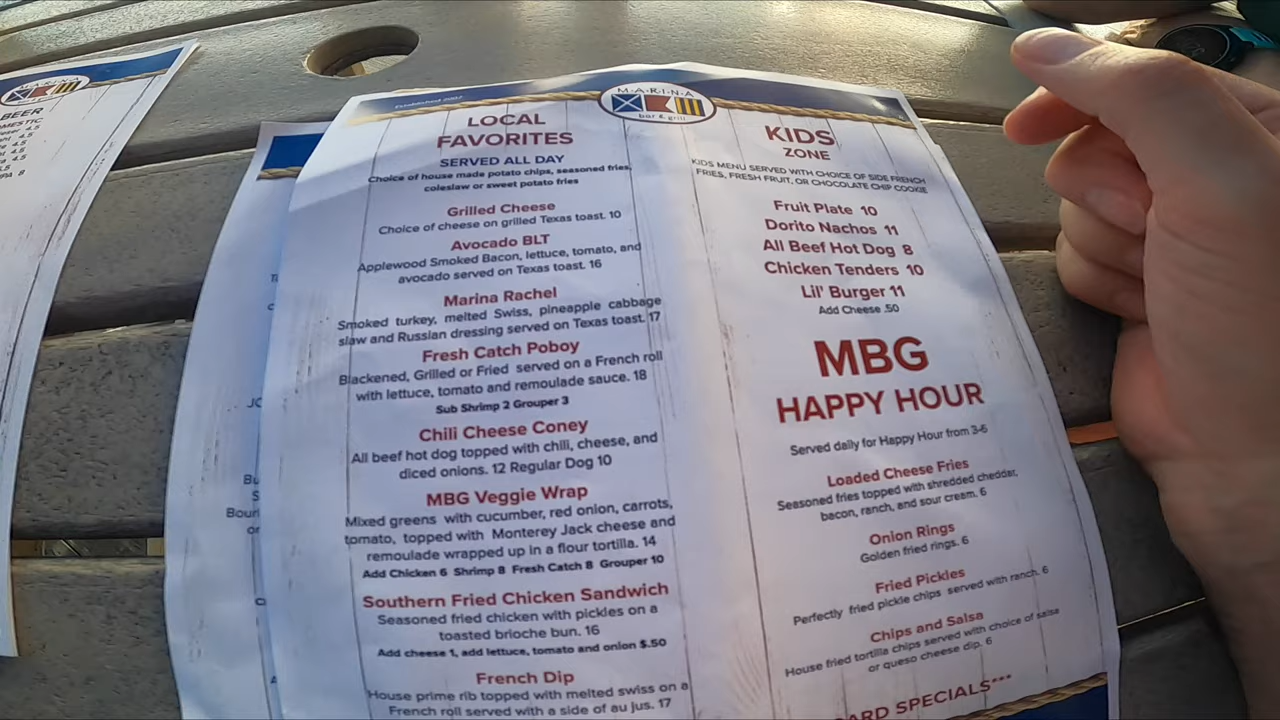 MARINA
BEER
4.5
4.5
8
Established
MARINA
bar & grill
LOCAL
FAVORITES
SERVED ALL DAY
Choice of house made potato chips, seasoned fries,
coleslaw or sweet potato fries
Grilled Cheese
Choice of cheese on grilled Texas toast. 10
Avocado BLT
Applewood Smoked Bacon, lettuce, tomato, and
avocado served on Texas toast. 16
Marina Rachel
Smoked turkey, melted Swiss, pineapple cabbage
slaw and Russian dressing served on Texas toast. 17
Fresh Catch Poboy
Blackened, Grilled or Fried served on a French roll
with lettuce, tomato and remoulade sauce. 18
Sub Shrimp 2 Grouper 3
Chili Cheese Coney
All beef hot dog topped with chili, cheese, and
diced onions. 12 Regular Dog 10
MBG Veggie Wrap
Mixed greens with cucumber, red onion, carrots,
tomato, topped with Monterey Jack cheese and
remoulade wrapped up in a flour tortilla. 14
Add Chicken 6 Shrimp 8 Fresh Catch 8 Grouper 10
Southern Fried Chicken Sandwich
Seasoned fried chicken with pickles on a
toasted brioche bun. 16
Add cheese 1, add lettuce, tomato and onion $.50
French Dip
House prime rib topped with melted swiss on a
French roll served with a side of au jus. 17
KIDS
ZONE
KIDS MENU SERVED WITH CHOICE OF SIDE FRENCH
FRIES, FRESH FRUIT, OR CHOCOLATE CHIP COOKIE
Fruit Plate 10
Dorito Nachos 11
All Beef Hot Dog 8
Chicken Tenders 10
Lil' Burger 11
Add Cheese .50
MBG
HAPPY HOUR
Served daily for Happy Hour from 3-6
Loaded Cheese Fries
Seasoned fries topped with shredded cheddar,
bacon, ranch, and sour cream. 6
Onion Rings
Golden fried rings. 6
Fried Pickles
Perfectly fried pickle chips served with ranch. 6
Chips and Salsa
House fried tortilla chips served with choice of salsa
or queso cheese dip. 6
ARD SPECIALS***